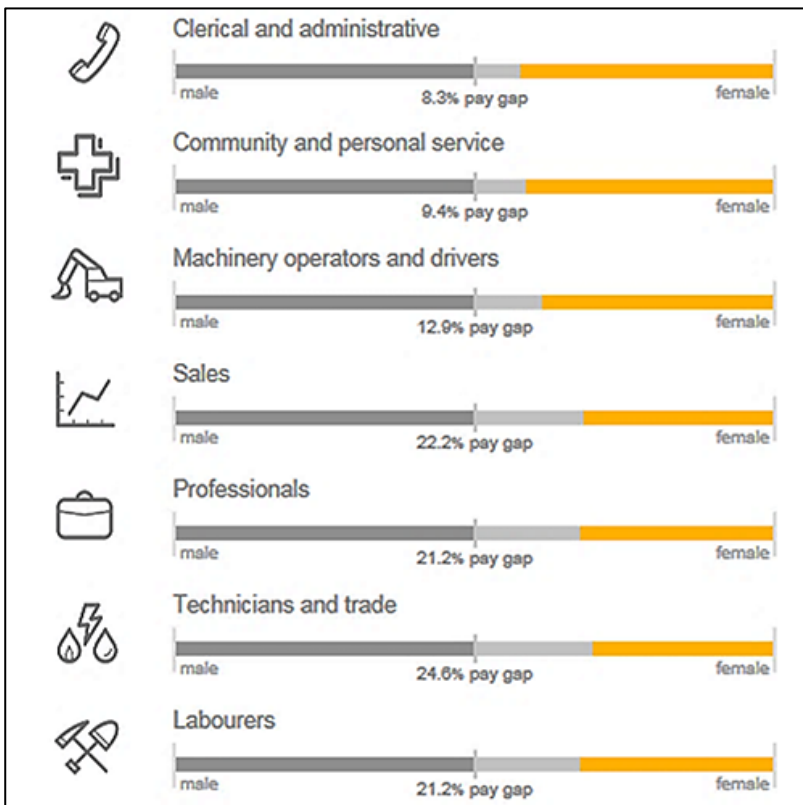 Clerical and administrative
male 8.3% pay gap female
Community and personal service
male 9.4% pay gap female
Machinery operators and drivers
male 12.9% pay gap female
Sales
male 22.2% pay gap female
Professionals
male 21.2% pay gap female
Technicians and trade
male 24.6% pay gap female
Labourers
male 21.2% pay gap female